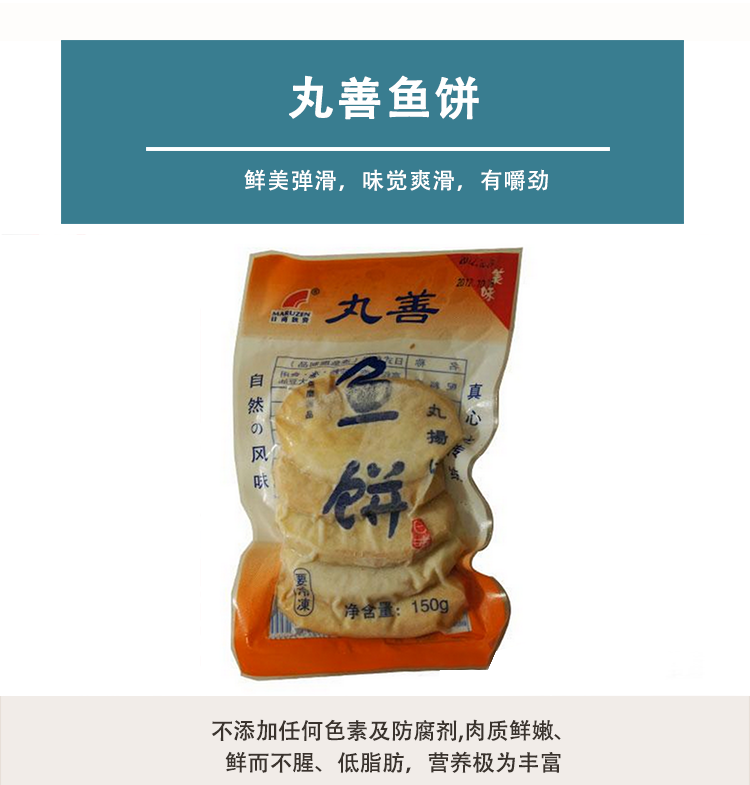 丸善鱼饼
鲜美弹滑，味觉爽滑，有嚼劲
菓味
MARUZEN
®
丸善
自然の风味
真心
鱼饼
丸揚
要冷凍
净含量：150g
不添加任何色素及防腐剂,肉质鲜嫩、
鲜而不腥、低脂肪，营养极为丰富